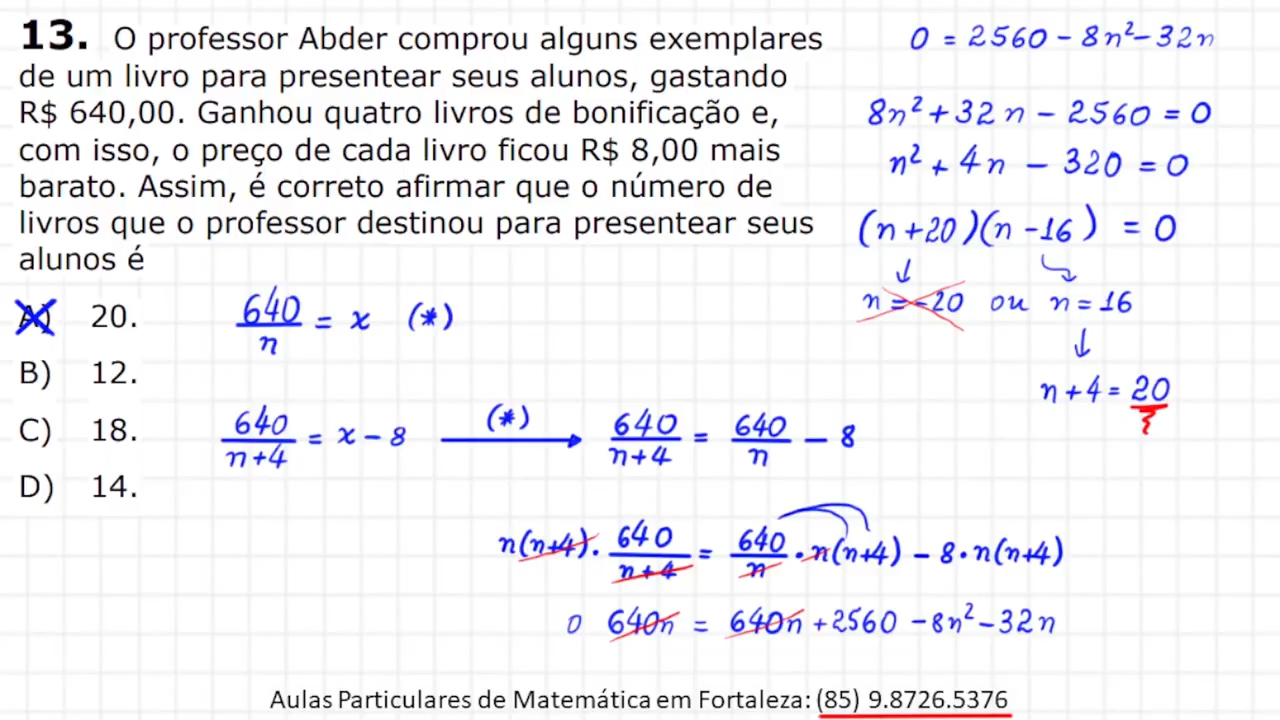 13. O professor Abder comprou alguns exemplares
de um livro para presentear seus alunos, gastando
R$ 640,00. Ganhou quatro livros de bonificação e,
com isso, o preço de cada livro ficou R$ 8,00 mais
barato. Assim, é correto afirmar que o número de
livros que o professor destinou para presentear seus
alunos é
A) 20.
B) 12.
C) 18.
D) 14.
640/n = x (*)
640/(n+4) = x - 8 (*) → 640/(n+4) = 640/n - 8
n(n+4) · 640/(n+4) = 640/n · n(n+4) - 8 · n(n+4)
0 640n = 640n + 2560 - 8n² - 32n
0 = 2560 - 8n² - 32n
8n² + 32n - 2560 = 0
n² + 4n - 320 = 0
(n+20)(n-16) = 0
n = -20 ou n = 16
n + 4 = 20
Aulas Particulares de Matemática em Fortaleza: (85) 9.8726.5376